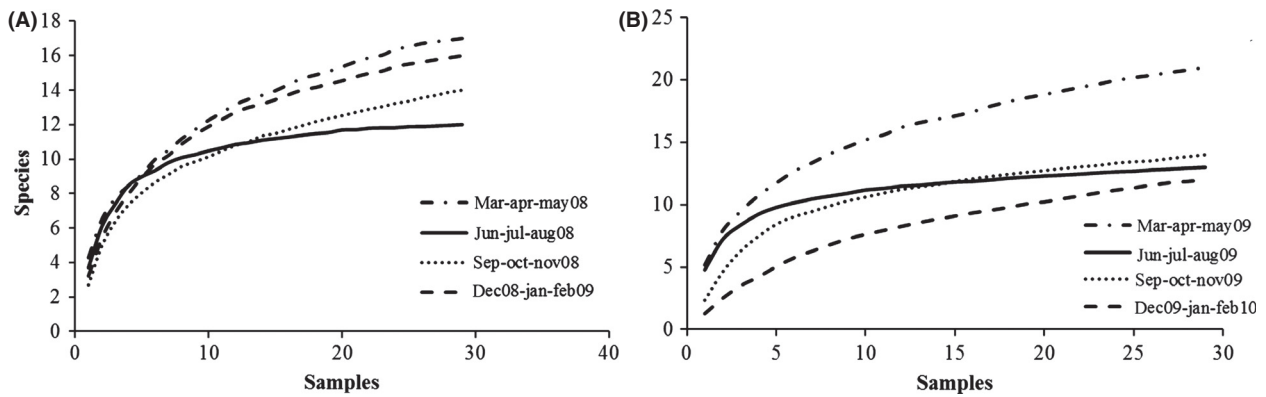 (A)
18
16
14
12
10
8
6
4
2
0
Species
0 10 20 30 40
Samples
Mar-apr-may08
Jun-jul-aug08
Sep-oct-nov08
Dec08-jan-feb09
(B)
25
20
15
10
5
0
0 5 10 15 20 25 30
Samples
Mar-apr-may09
Jun-jul-aug09
Sep-oct-nov09
Dec09-jan-feb10